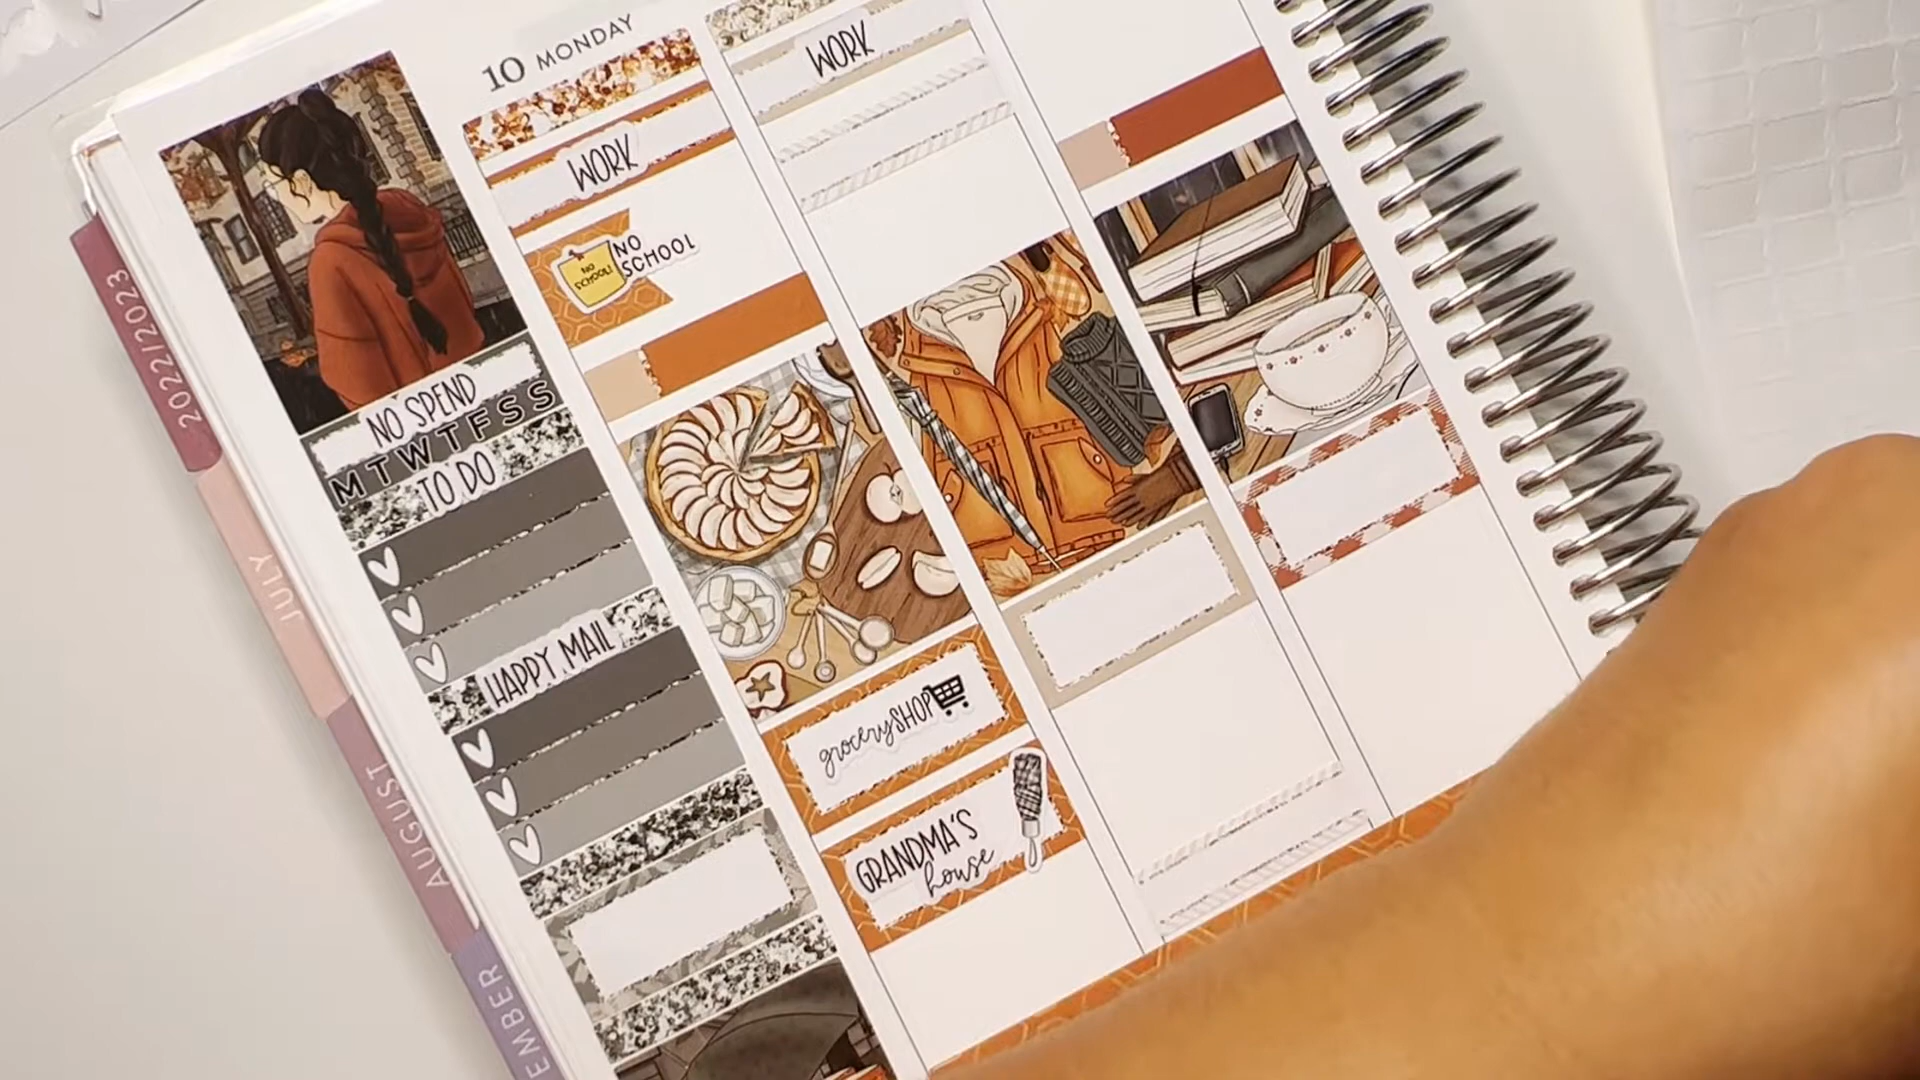 10 MONDAY
WORK
WORK
NO
SCHOOL
NO
SCHOOL!
NO SPEND
M T W T F S S
TO DO
HAPPY MAIL
grocery SHOP
GRANDMA'S
house
2022/2023
JULY
AUGUST
EMBER